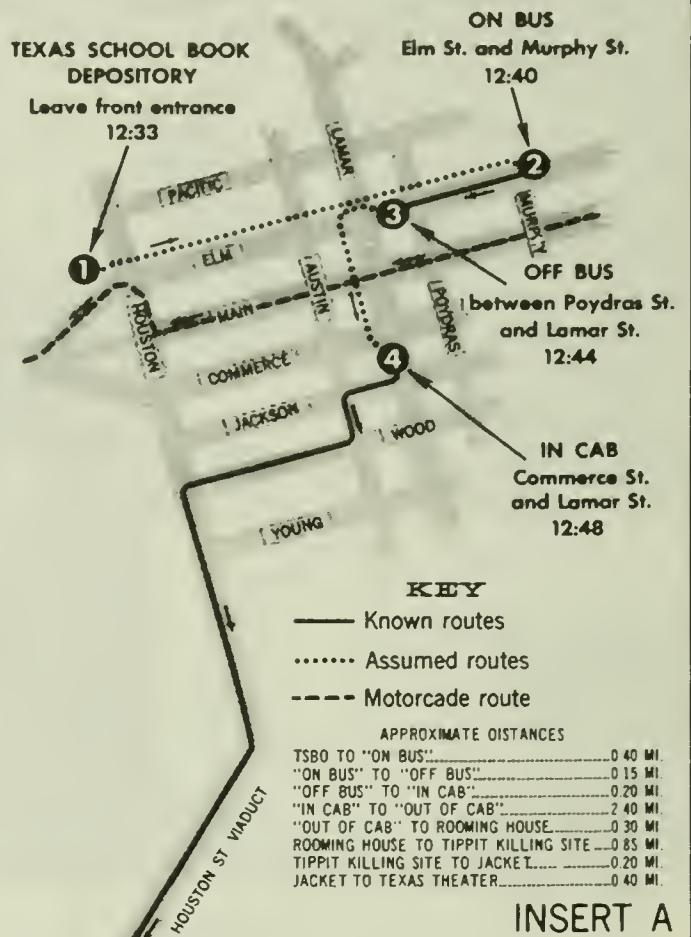 ON BUS
Elm St. and Murphy St.
12:40
TEXAS SCHOOL BOOK
DEPOSITORY
Leave front entrance
12:33
LAMAR
PACIFIC
2
3
MURPHY
1
ELM
OFF BUS
between Poydras St.
and Lamar St.
12:44
AUSTIN
HOUSTON
MAIN
POYDRAS
4
COMMERCE
JACKSON
WOOD
IN CAB
Commerce St.
and Lamar St.
12:48
YOUNG
KEY
Known routes
Assumed routes
Motorcade route
APPROXIMATE DISTANCES
TSBO TO "ON BUS" 0 40 MI.
"ON BUS" TO "OFF BUS" 0 15 MI.
"OFF BUS" TO "IN CAB" 0.20 MI.
"IN CAB" TO "OUT OF CAB" 2 40 MI.
"OUT OF CAB" TO ROOMING HOUSE 0 30 MI
ROOMING HOUSE TO TIPPIT KILLING SITE 0 85 MI.
TIPPIT KILLING SITE TO JACKET 0.20 MI.
JACKET TO TEXAS THEATER 0 40 MI.
HOUSTON ST VIADUCT
INSERT A